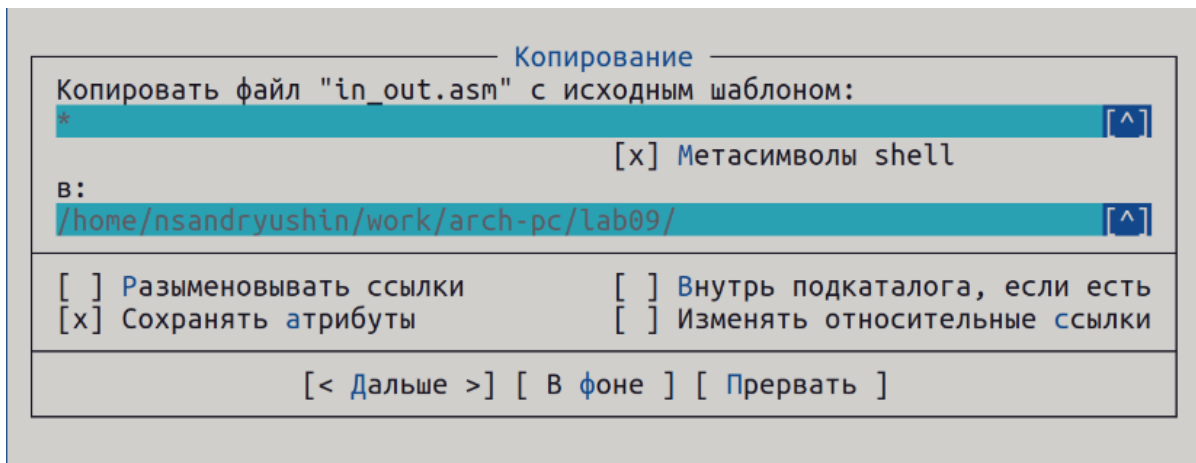 Копирование
Копировать файл "in_out.asm" с исходным шаблоном:
* [^]
[x] Метасимволы shell
в:
/home/nsandryushin/work/arch-pc/lab09/ [^]
[ ] Разыменовывать ссылки [ ] Внутрь подкаталога, если есть
[x] Сохранять атрибуты [ ] Изменять относительные ссылки
[< Дальше >] [ В фоне ] [ Прервать ]